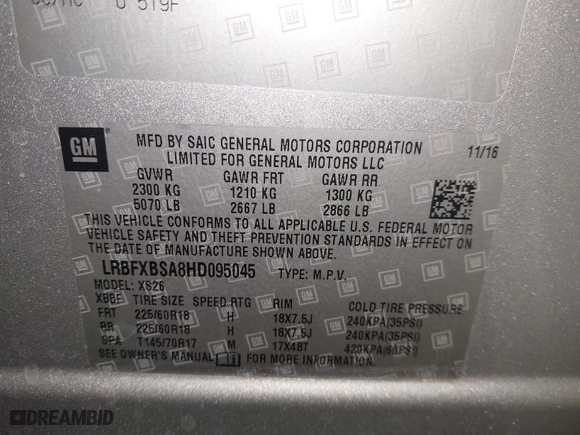 GM
MFD BY SAIC GENERAL MOTORS CORPORATION
LIMITED FOR GENERAL MOTORS LLC
11/16
GVWR GAWR FRT GAWR RR
2300 KG 1210 KG 1300 KG
5070 LB 2667 LB 2866 LB
THIS VEHICLE CONFORMS TO ALL APPLICABLE U.S. FEDERAL MOTOR
VEHICLE SAFETY AND THEFT PREVENTION STANDARDS IN EFFECT ON
THE DATE OF MANUFACTURE SHOWN ABOVE.
LRBFXBSA8HD095045 TYPE: M.P.V.
MODEL: X626
XBBF TIRE SIZE SPEED RTG RIM COLD TIRE PRESSURE
FRT 225/60R18 H 18X7.5J 240KPA(35PSI)
RR 225/60R18 H 18X7.5J 240KPA(35PSI)
SPA T145/70R17 M 17X4BT 420KPA(60PSI)
SEE OWNER'S MANUAL FOR ADDITIONAL INFORMATION
DREAMBID